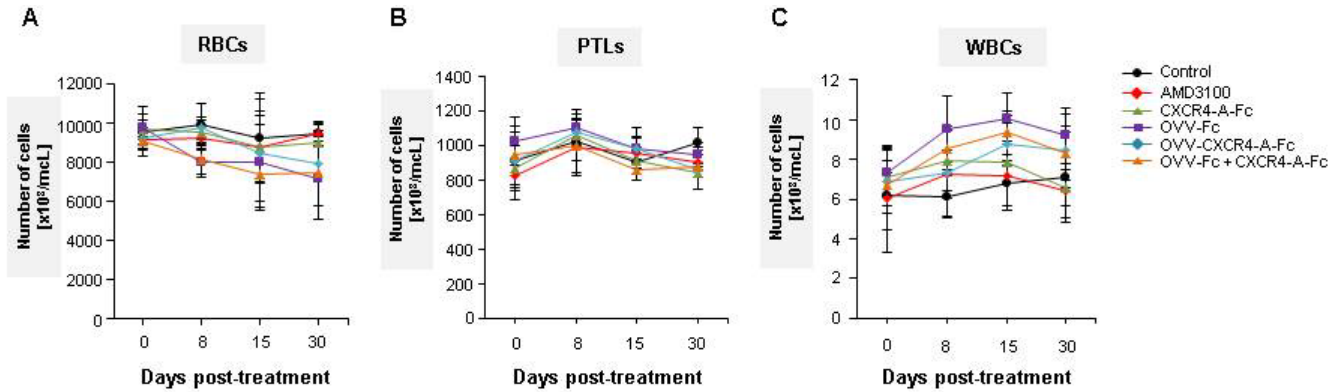 A
RBCs
Number of cells
[x10³/mcL]
12000
10000
8000
6000
4000
2000
0
0 8 15 30
Days post-treatment
B
PTLs
Number of cells
[x10³/mcL]
1400
1200
1000
800
600
400
200
0
0 8 15 30
Days post-treatment
C
WBCs
Number of cells
[x10³/mcL]
12
10
8
6
4
2
0
0 8 15 30
Days post-treatment
Control
AMD3100
CXCR4-A-Fc
OVV-Fc
OVV-CXCR4-A-Fc
OVV-Fc + CXCR4-A-Fc